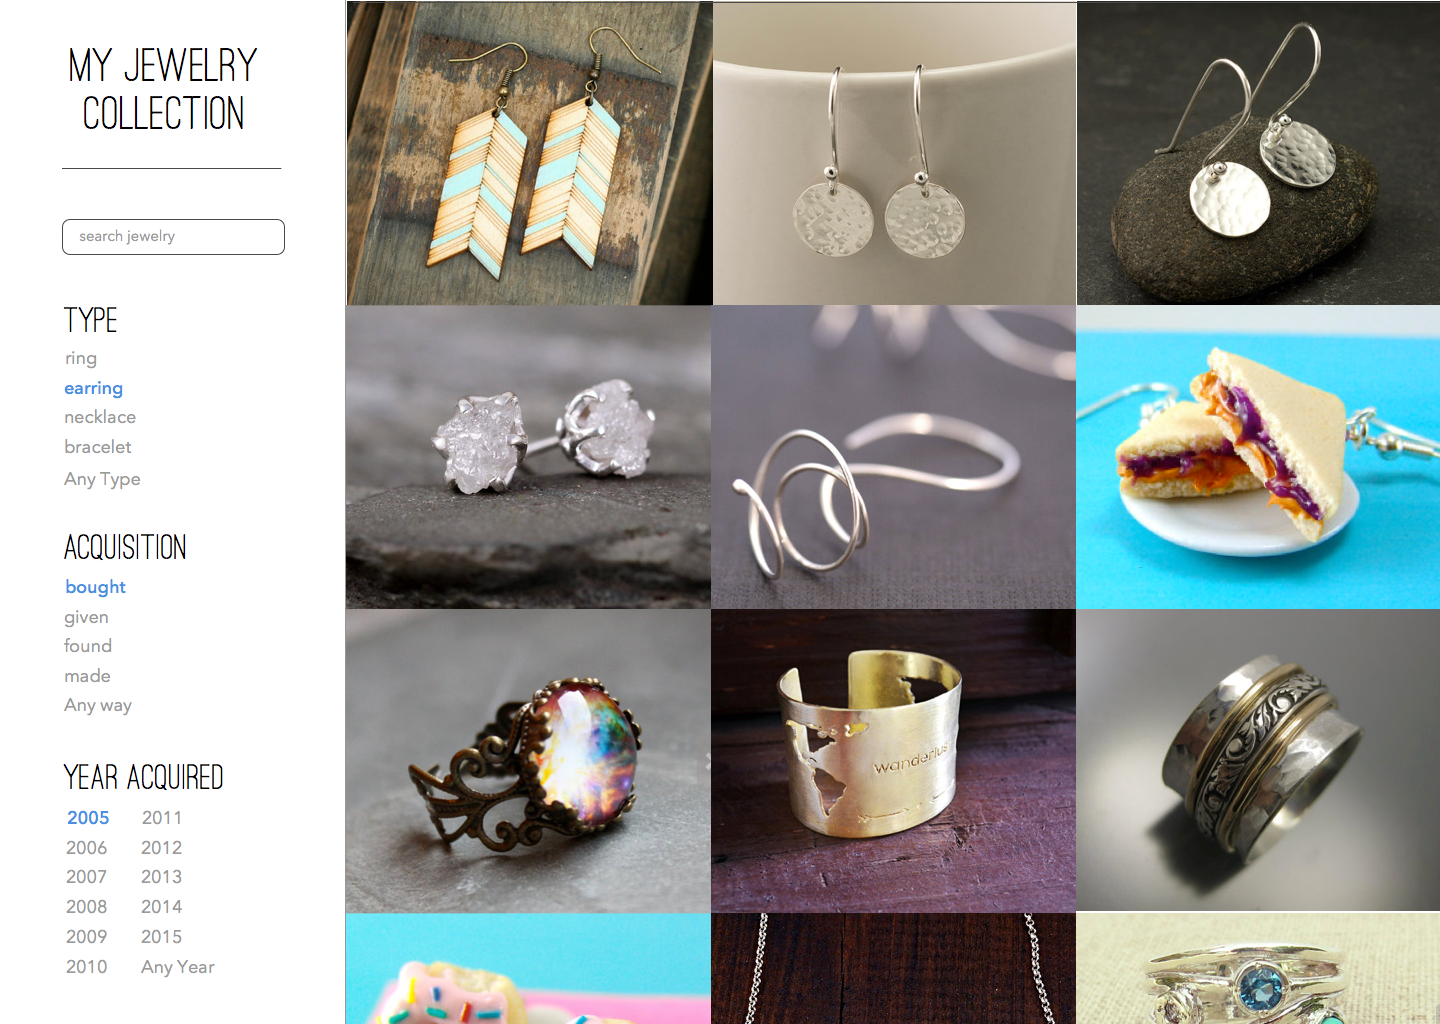 MY JEWELRY
COLLECTION
search jewelry
TYPE
ring
earring
necklace
bracelet
Any Type
ACQUISITION
bought
given
found
made
Any way
YEAR ACQUIRED
2005 2011
2006 2012
2007 2013
2008 2014
2009 2015
2010 Any Year
Wanderlus